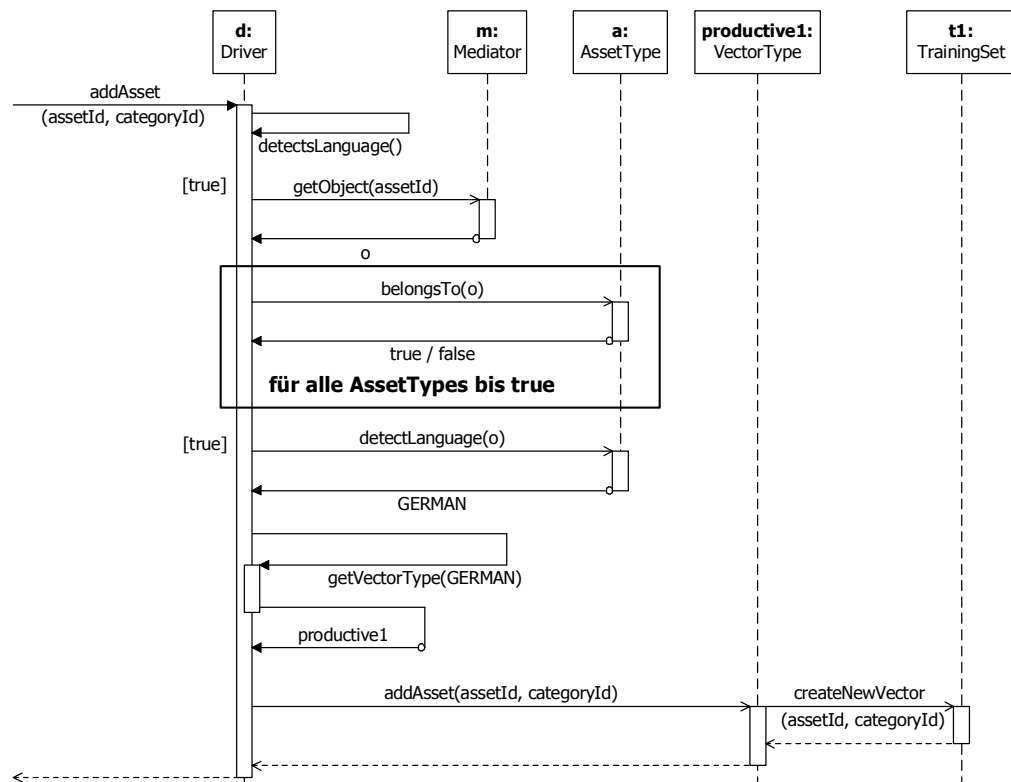 d:
Driver
m:
Mediator
a:
AssetType
productive1:
VectorType
t1:
TrainingSet
addAsset
(assetId, categoryId)
detectsLanguage()
[true]
getObject(assetId)
o
belongsTo(o)
true / false
für alle AssetTypes bis true
[true]
detectLanguage(o)
GERMAN
getVectorType(GERMAN)
productive1
addAsset(assetId, categoryId)
createNewVector
(assetId, categoryId)